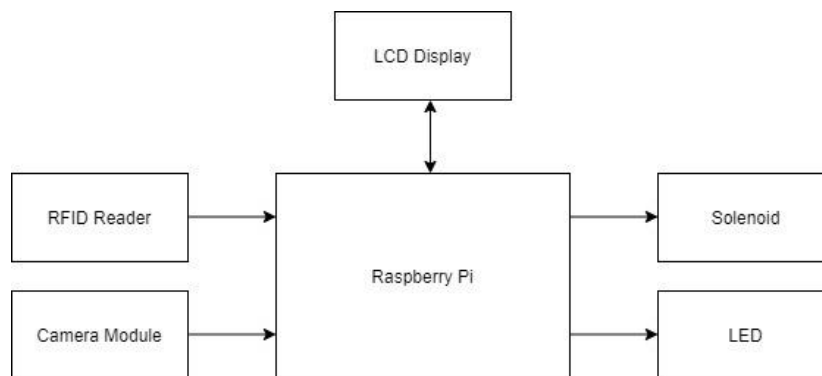 LCD Display
RFID Reader
Solenoid
Raspberry Pi
Camera Module
LED